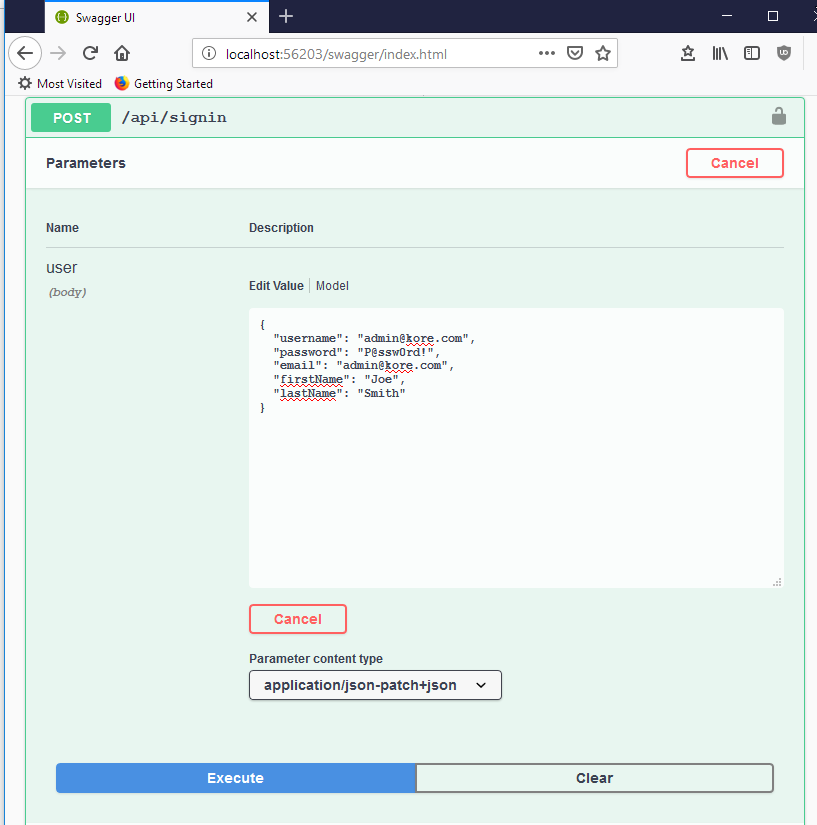 Swagger UI
localhost:56203/swagger/index.html
Most Visited Getting Started
POST /api/signin
Parameters Cancel
Name Description
user
(body)
Edit Value Model
{
"username": "admin@kore.com",
"password": "P@ssw0rd!",
"email": "admin@kore.com",
"firstName": "Joe",
"lastName": "Smith"
}
Cancel
Parameter content type
application/json-patch+json
Execute Clear